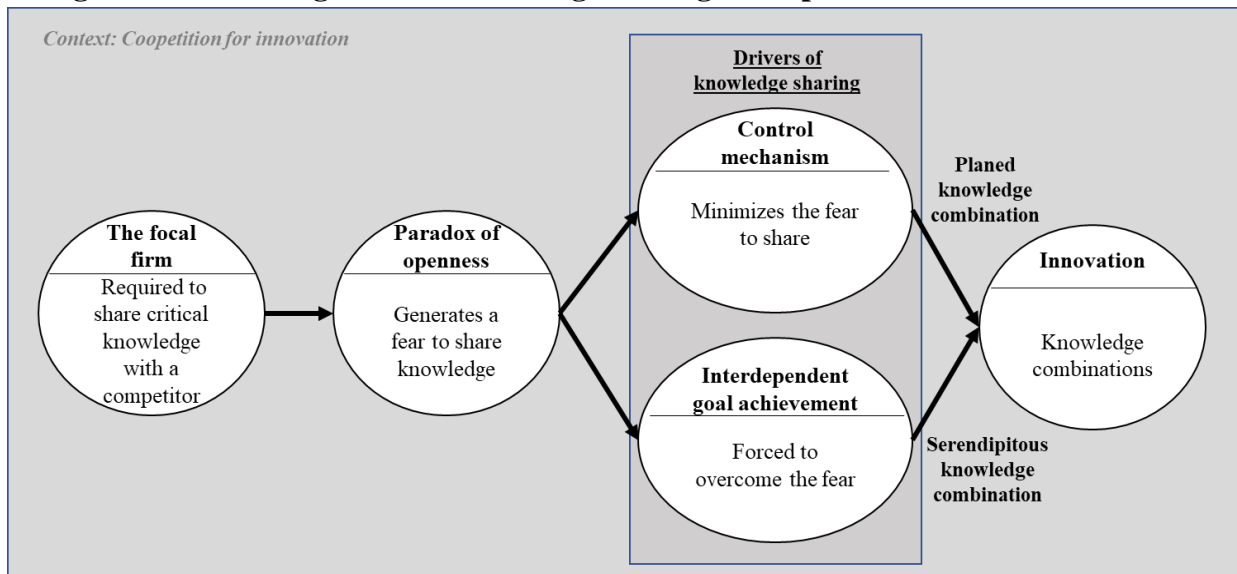 Context: Coopetition for innovation
Drivers of
knowledge sharing
The focal
firm
Required to
share critical
knowledge
with a
competitor
Paradox of
openness
Generates a
fear to share
knowledge
Control
mechanism
Minimizes the fear
to share
Interdependent
goal achievement
Forced to
overcome the fear
Planed
knowledge
combination
Serendipitous
knowledge
combination
Innovation
Knowledge
combinations